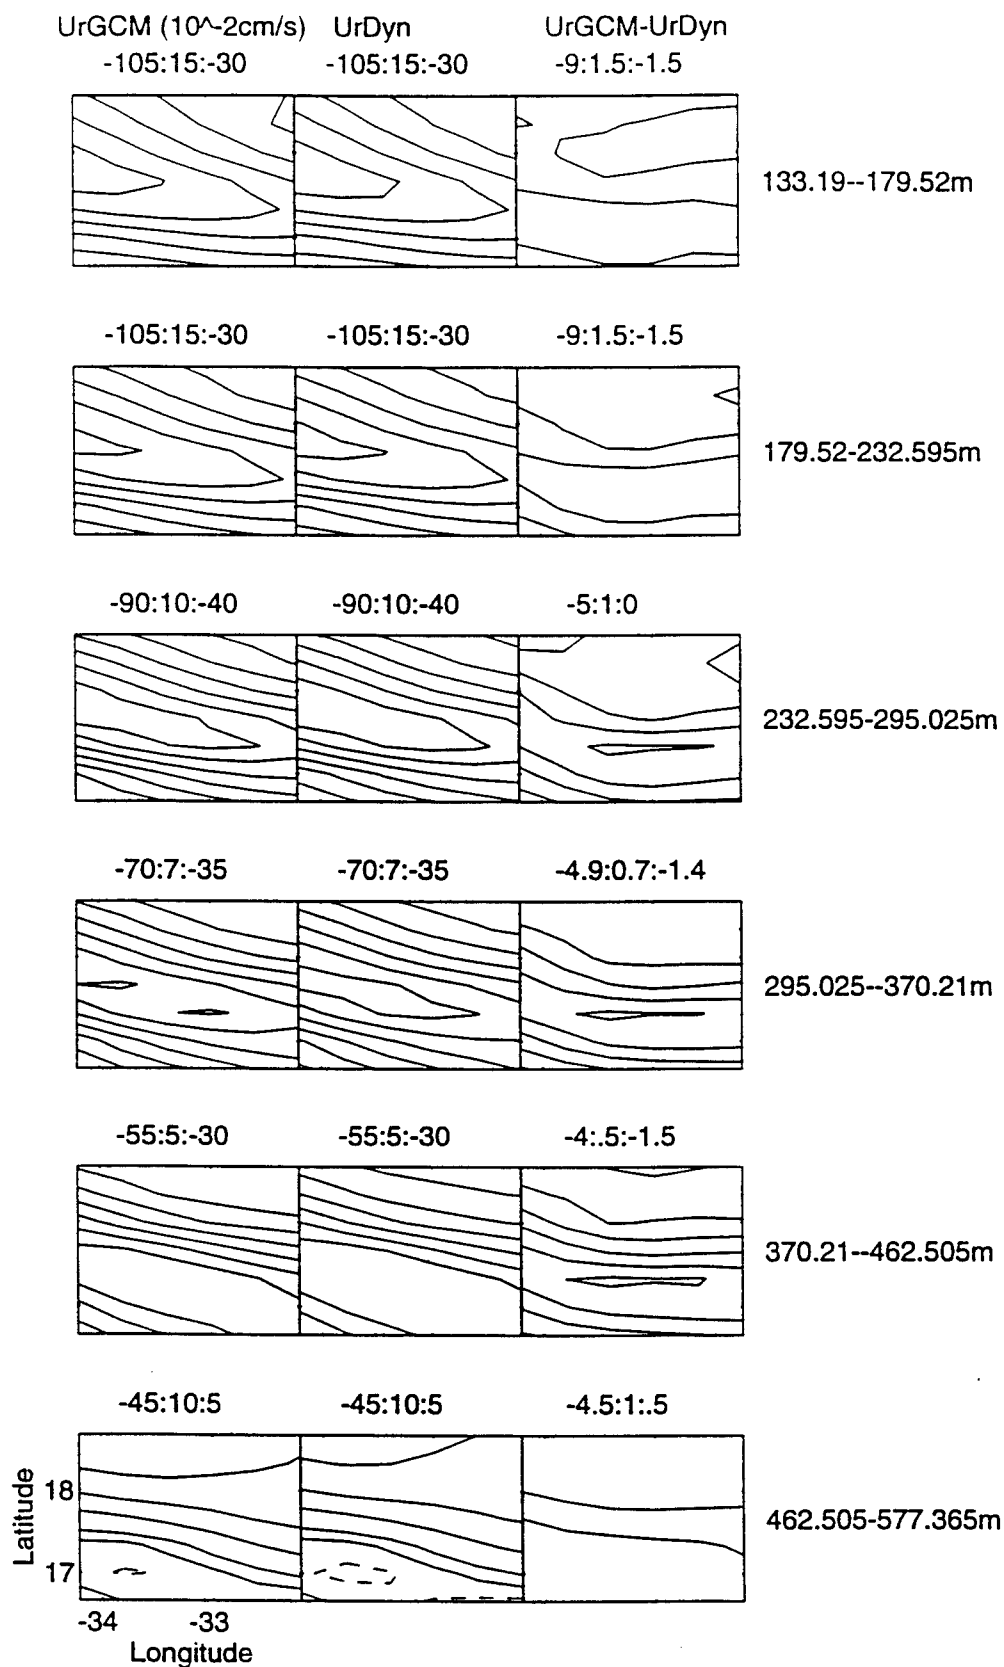 UrGCM (10^-2cm/s) UrDyn UrGCM-UrDyn
-105:15:-30 -105:15:-30 -9:1.5:-1.5
133.19--179.52m
-105:15:-30 -105:15:-30 -9:1.5:-1.5
179.52-232.595m
-90:10:-40 -90:10:-40 -5:1:0
232.595-295.025m
-70:7:-35 -70:7:-35 -4.9:0.7:-1.4
295.025--370.21m
-55:5:-30 -55:5:-30 -4:.5:-1.5
370.21--462.505m
-45:10:5 -45:10:5 -4.5:1:.5
Latitude
18
17
462.505-577.365m
-34 -33
Longitude